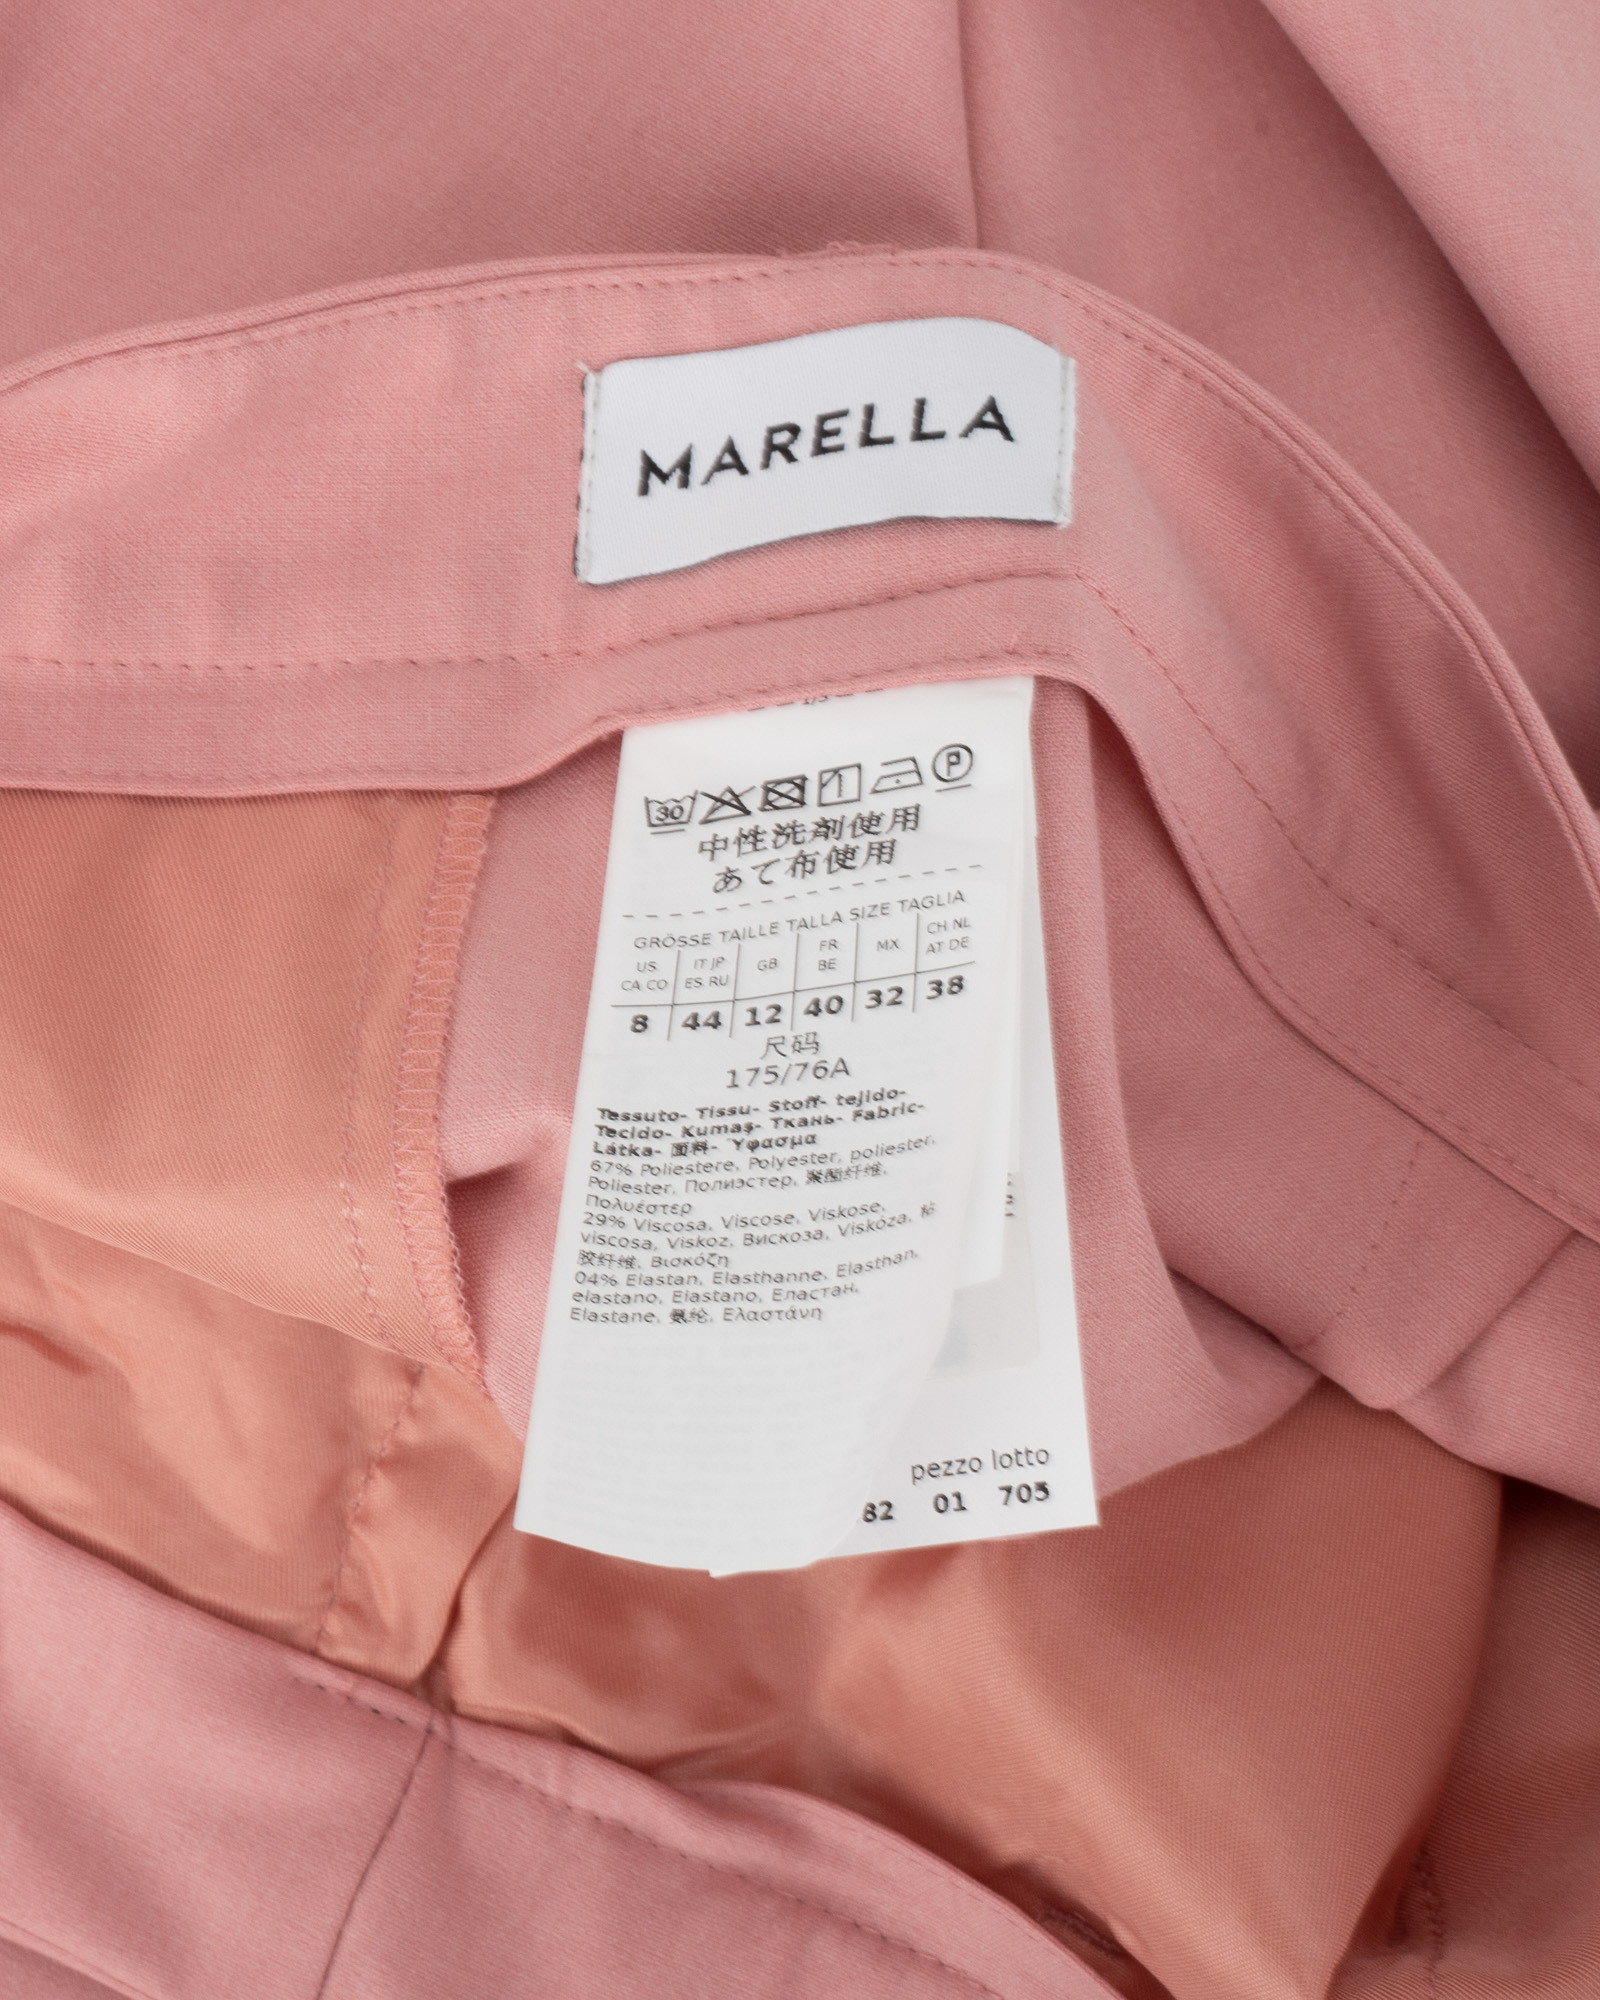 MARELLA
30
P
中性洗剤使用
あて布使用
GRÖSSE TAILLE TALLA SIZE TAGLIA
US CA CO IT JP ES RU GB FR BE MX CH NL AT DE
8 44 12 40 32 38
尺码
175/76A
Tessuto- Tissu- Stoff- tejido-
Tecido- Kumaş- Ткань- Fabric-
Látka- 面料- Ύφασμα
67% Poliestere, Polyester, poliester,
Poliester, Полиэстер, 聚酯纤维,
Πολυέστερ
29% Viscosa, Viscose, Viskose,
viscosa, Viskoz, Вискоза, Viskóza, 粘
胶纤维, Βισκόζη
04% Elastan, Elasthanne, Elasthan,
elastano, Elastano, Еластан,
Elastane, 氨纶, Ελαστάνη
pezzo lotto
82 01 705